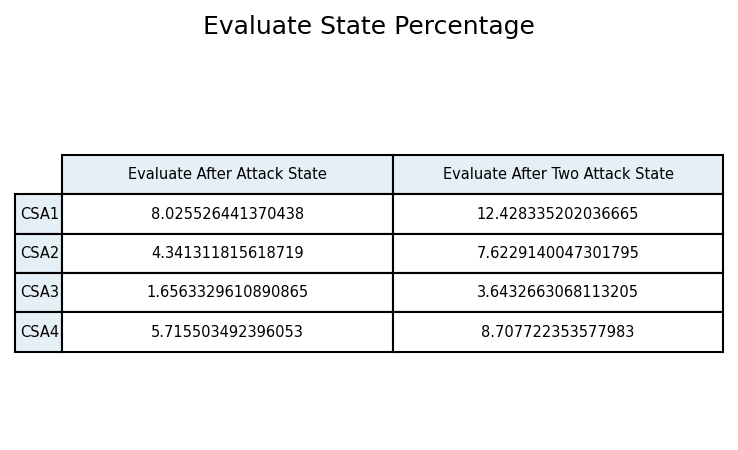 Evaluate State Percentage
Evaluate After Attack State Evaluate After Two Attack State
CSA1 8.025526441370438 12.428335202036665
CSA2 4.341311815618719 7.6229140047301795
CSA3 1.6563329610890865 3.6432663068113205
CSA4 5.715503492396053 8.707722353577983